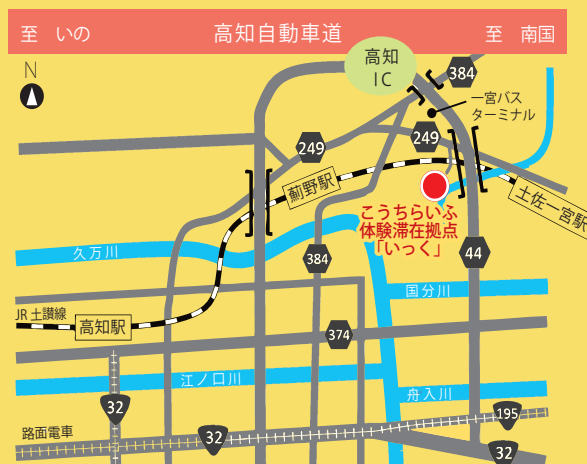 至 いの
高知自動車道
至 南国
N
高知
IC
384
一宮バス
ターミナル
249
249
薊野駅
土佐一宮駅
こうちらいふ
体験滞在拠点
「いっく」
久万川
384
44
国分川
JR 土讃線
高知駅
374
江ノ口川
舟入川
32
195
路面電車
32
32